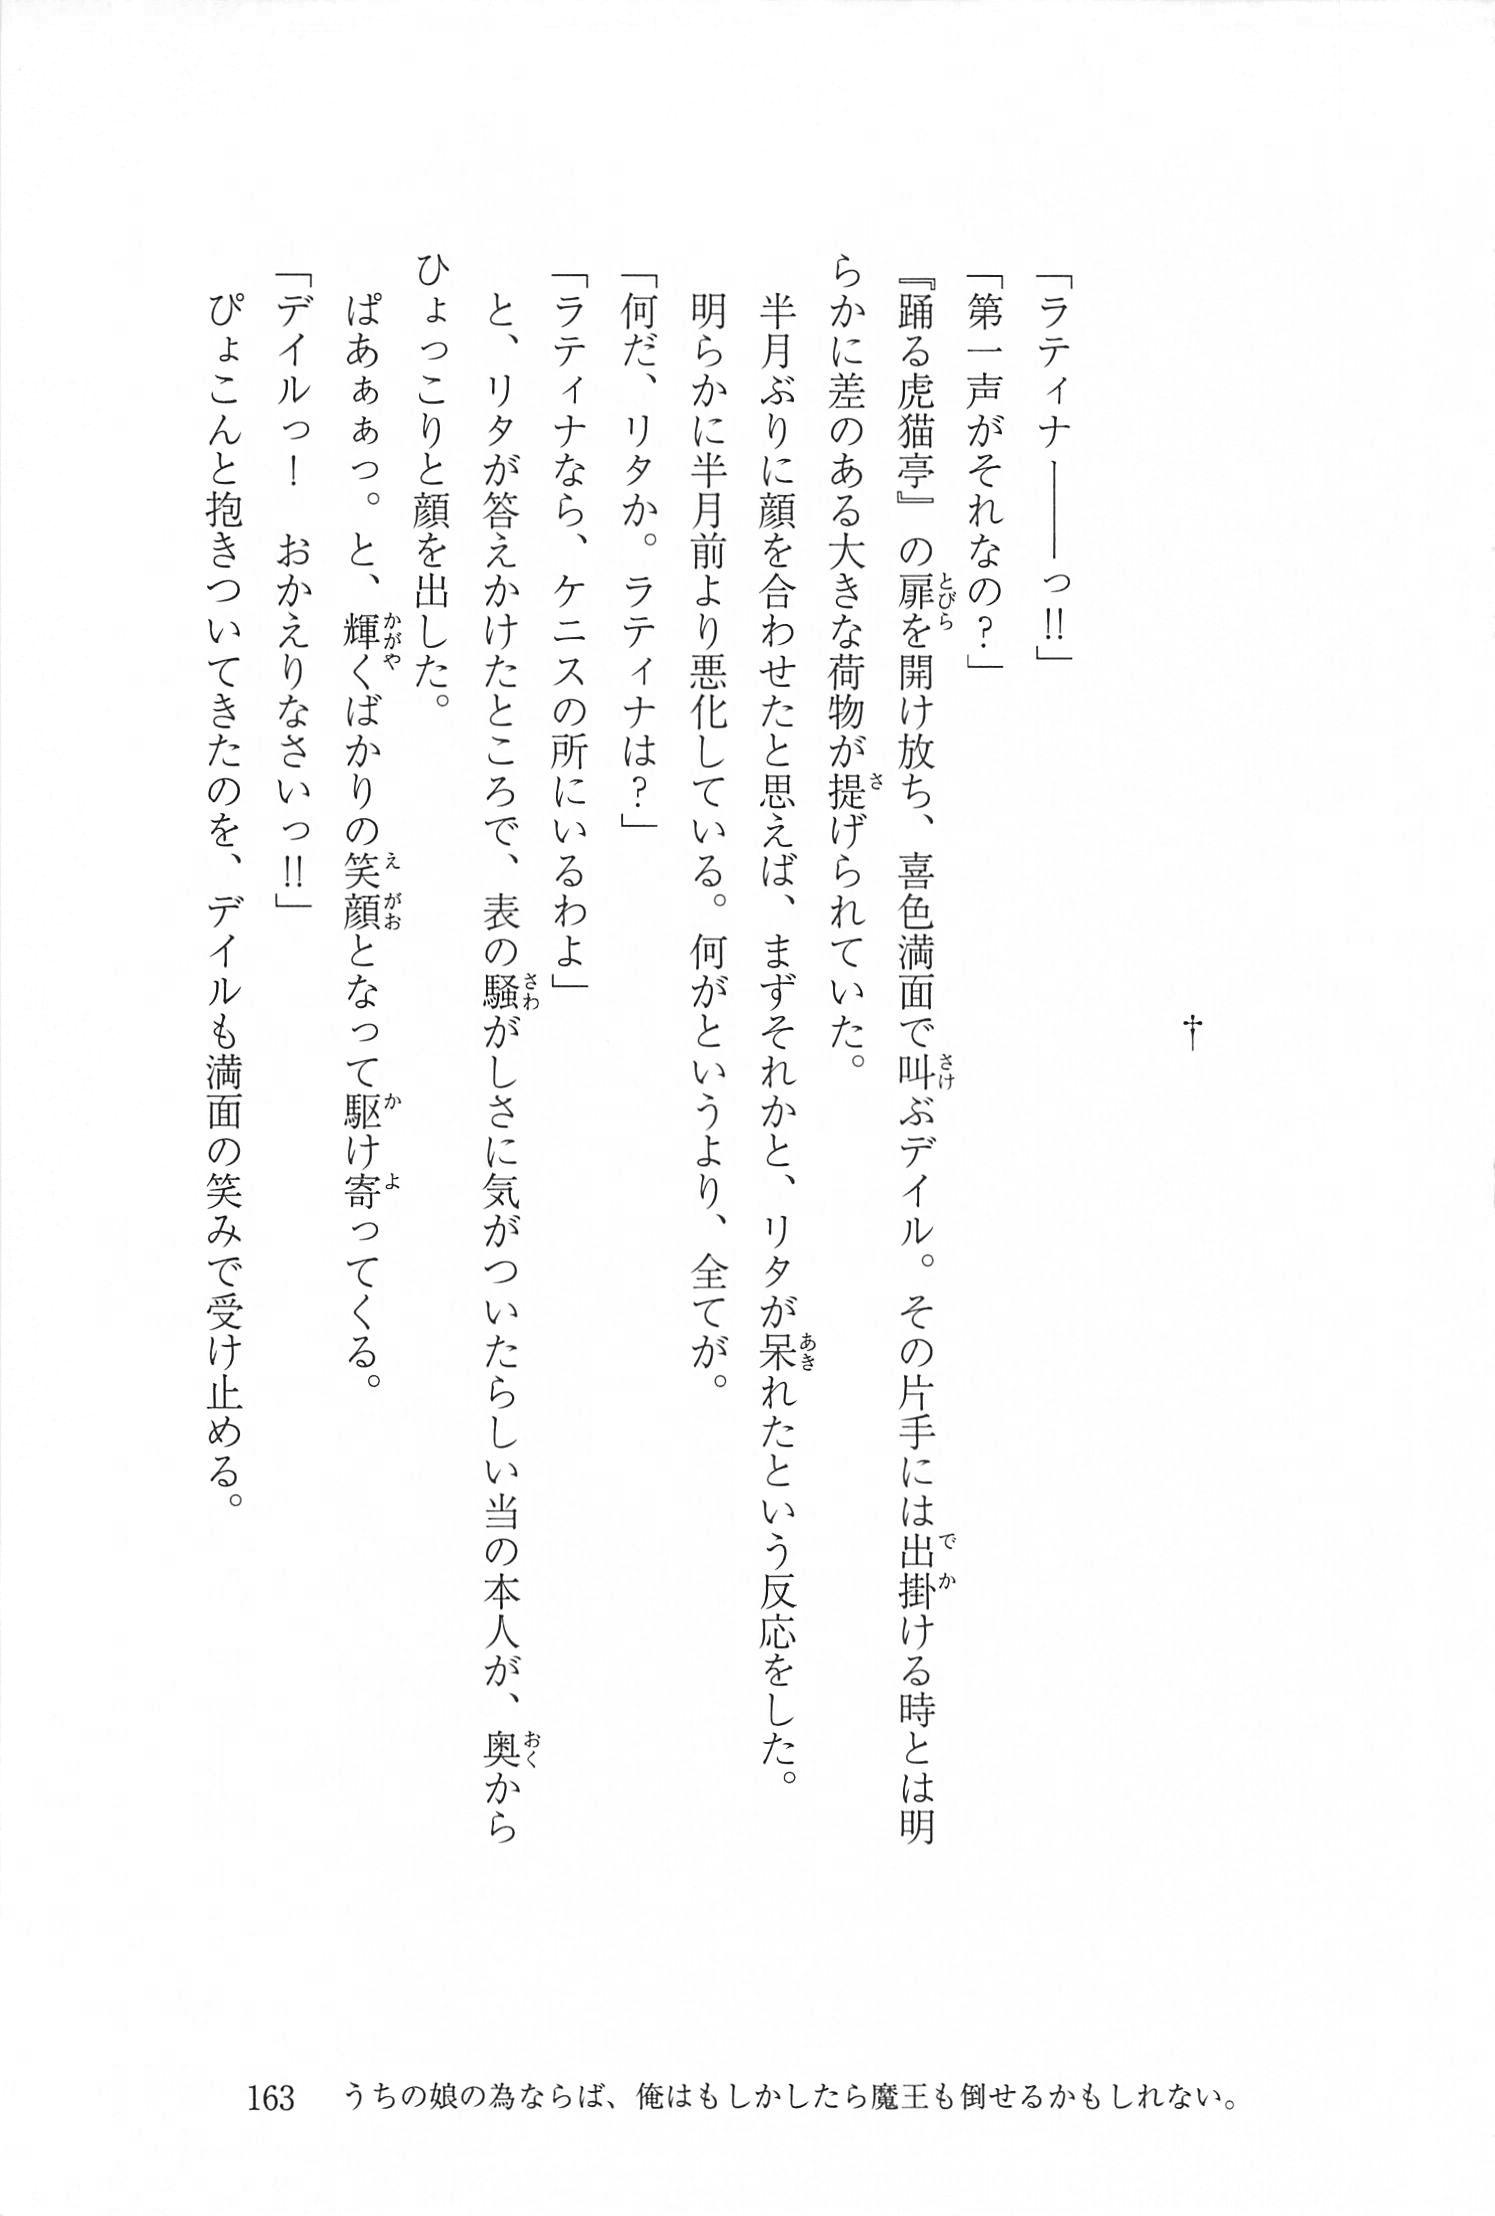 †
「ラティナ――っ!!」
「第一声がそれなの?」
『踊る虎猫亭』の扉を開け放ち、喜色満面で叫ぶデイル。その片手には出掛ける時とは明
らかに差のある大きな荷物が提げられていた。
半月ぶりに顔を合わせたと思えば、まずそれかと、リタが呆れたという反応をした。
明らかに半月前より悪化している。何がというより、全てが。
「何だ、リタか。ラティナは?」
「ラティナなら、ケニスの所にいるわよ」
と、リタが答えかけたところで、表の騒がしさに気がついたらしい当の本人が、奥から
ひょっこりと顔を出した。
ぱあぁぁっ。と、輝くばかりの笑顔となって駆け寄ってくる。
「デイルっ! おかえりなさいっ!!」
ぴょこんと抱きついてきたのを、デイルも満面の笑みで受け止める。
163 うちの娘の為ならば、俺はもしかしたら魔王も倒せるかもしれない。